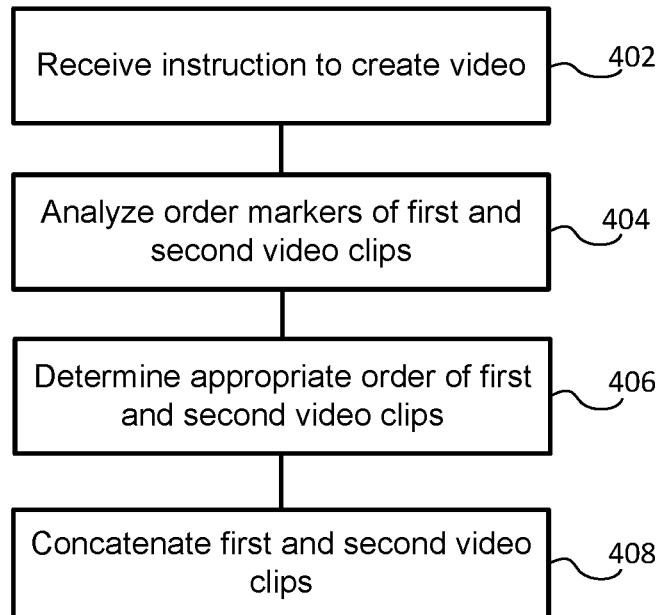 Receive instruction to create video
402
Analyze order markers of first and
second video clips
404
Determine appropriate order of first
and second video clips
406
Concatenate first and second video
clips
408